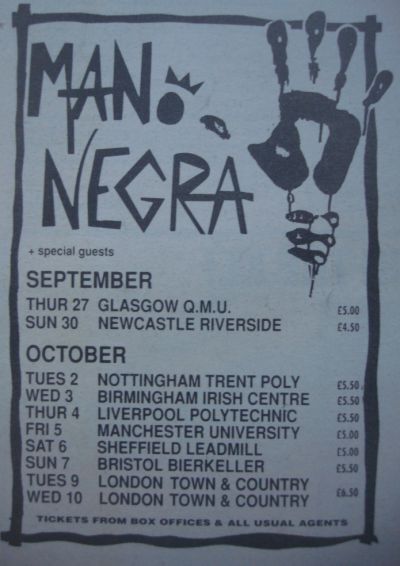 MANO
NEGRA
+ special guests
SEPTEMBER
THUR 27 GLASGOW Q.M.U. £5.00
SUN 30 NEWCASTLE RIVERSIDE £4.50
OCTOBER
TUES 2 NOTTINGHAM TRENT POLY £5.50
WED 3 BIRMINGHAM IRISH CENTRE £5.50
THUR 4 LIVERPOOL POLYTECHNIC £5.50
FRI 5 MANCHESTER UNIVERSITY £5.00
SAT 6 SHEFFIELD LEADMILL £5.00
SUN 7 BRISTOL BIERKELLER £5.50
TUES 9 LONDON TOWN & COUNTRY
WED 10 LONDON TOWN & COUNTRY £6.50
TICKETS FROM BOX OFFICES & ALL USUAL AGENTS